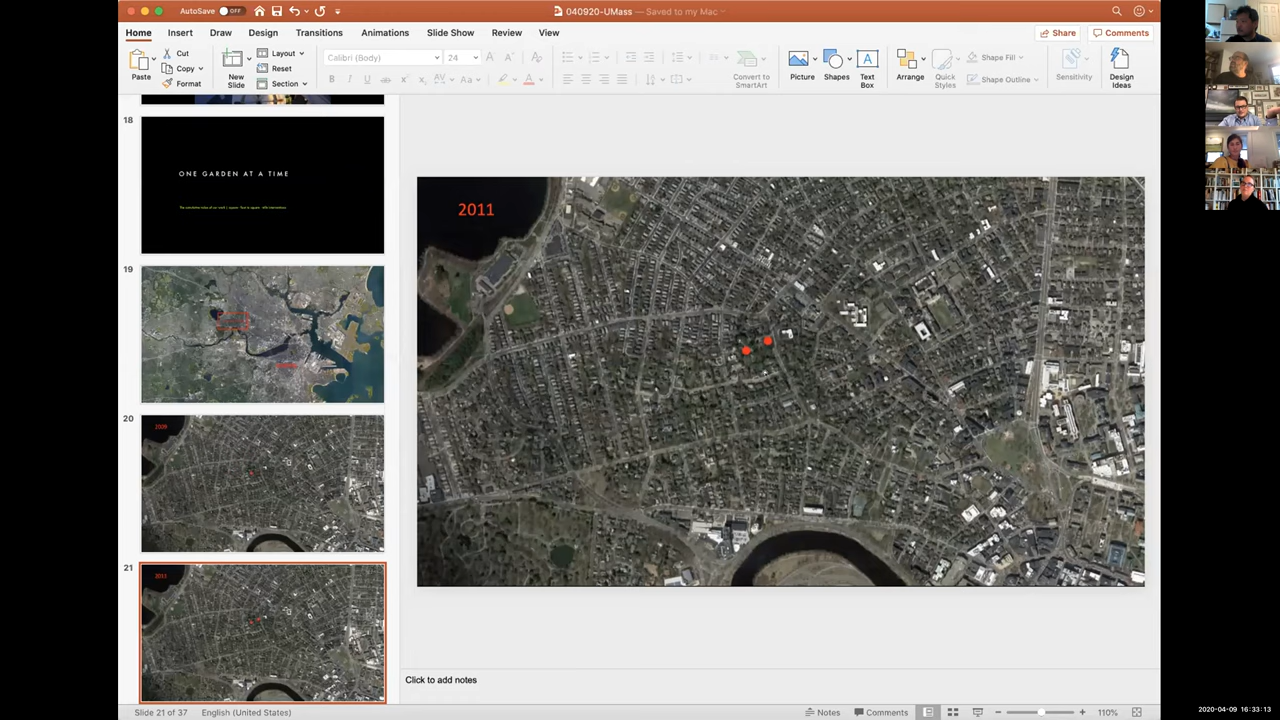 AutoSave OFF
040920-UMass — Saved to my Mac
Home Insert Draw Design Transitions Animations Slide Show Review View
Share Comments
Paste
Cut
Copy
Format
New Slide
Layout
Reset
Section
Calibri (Body) 24
B I U
Convert to SmartArt
Picture
Shapes
Text Box
Arrange
Quick Styles
Shape Fill
Shape Outline
Sensitivity
Design Ideas
18
ONE GARDEN AT A TIME
19
20
21
2011
2011
Click to add notes
Slide 21 of 37 English (United States) Notes Comments 110%
2020-04-09 16:33:13